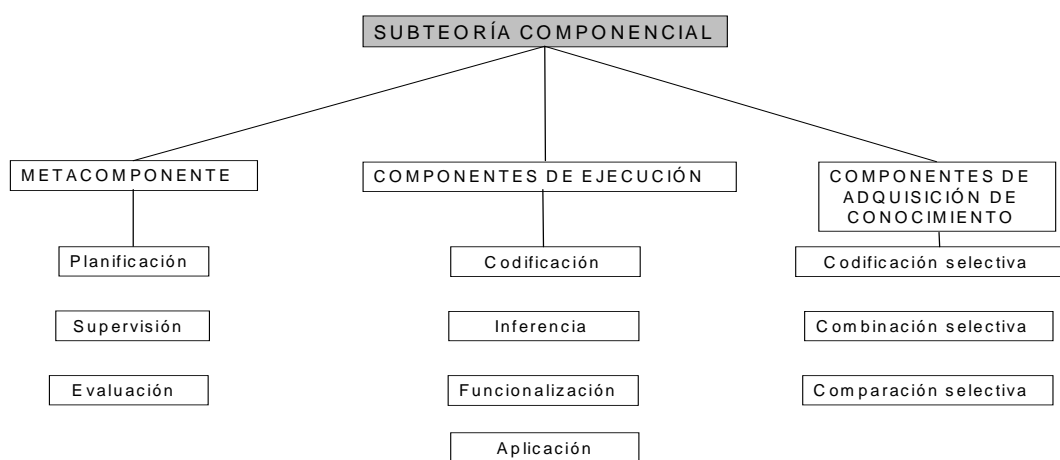 SUBTEORÍA COMPONENCIAL
METACOMPONENTE
COMPONENTES DE EJECUCIÓN
COMPONENTES DE
ADQUISICIÓN DE
CONOCIMIENTO
Planificación
Codificación
Codificación selectiva
Supervisión
Inferencia
Combinación selectiva
Evaluación
Funcionalización
Comparación selectiva
Aplicación